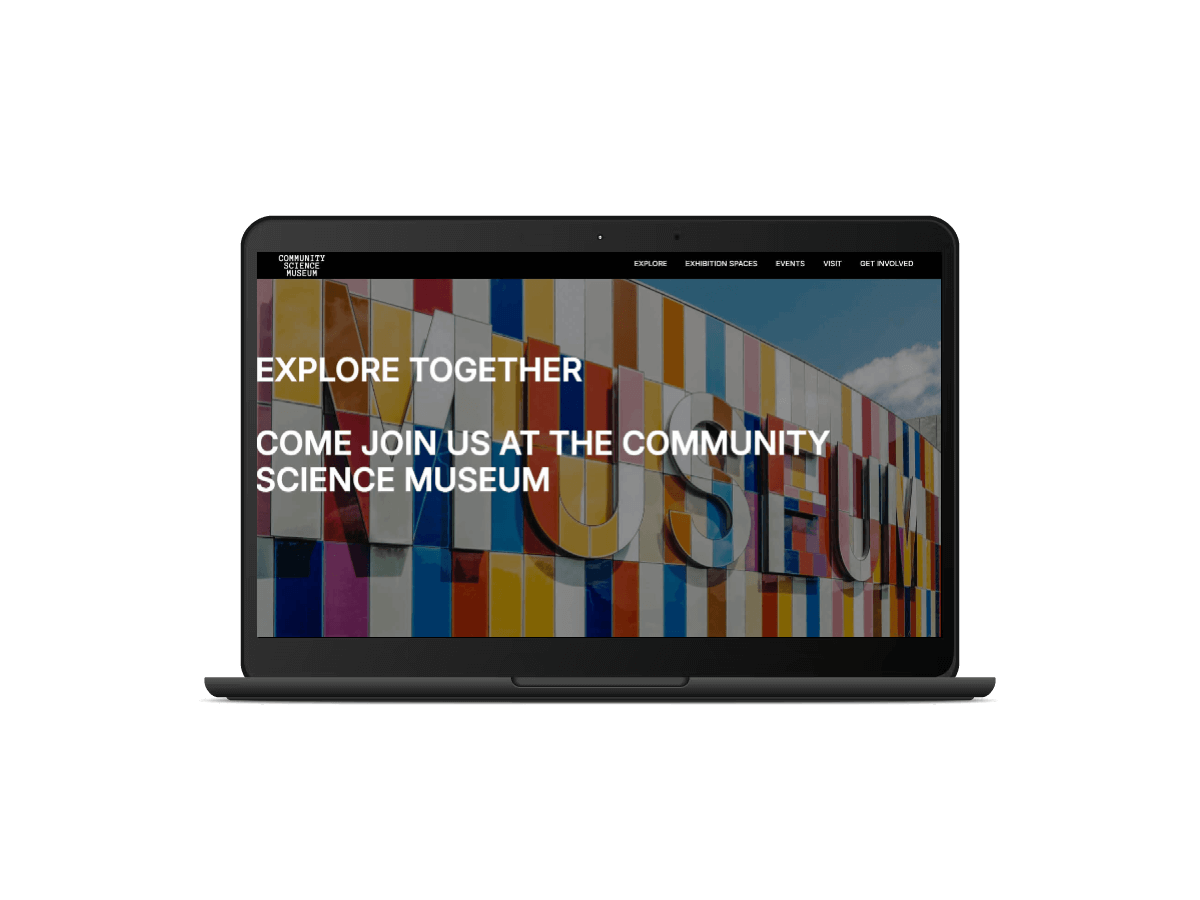 COMMUNITY
SCIENCE
MUSEUM
EXPLORE EXHIBITION SPACES EVENTS VISIT GET INVOLVED
EXPLORE TOGETHER
COME JOIN US AT THE COMMUNITY
SCIENCE MUSEUM
MUSEUM